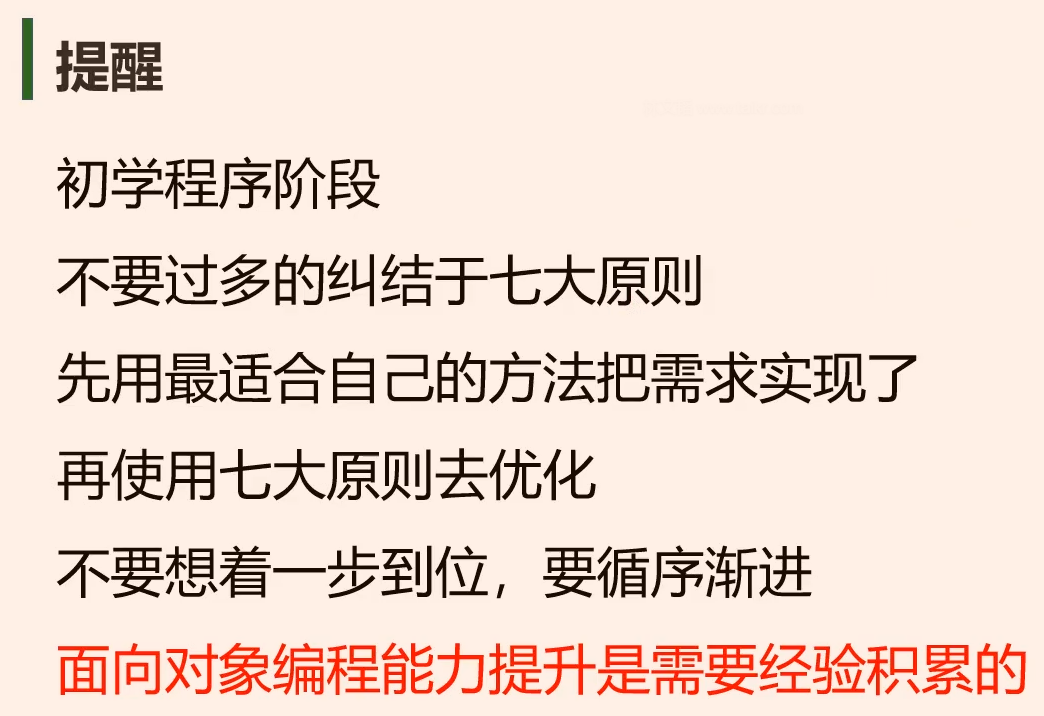 提醒
初学程序阶段
不要过多的纠结于七大原则
先用最适合自己的方法把需求实现了
再使用七大原则去优化
不要想着一步到位，要循序渐进
面向对象编程能力提升是需要经验积累的